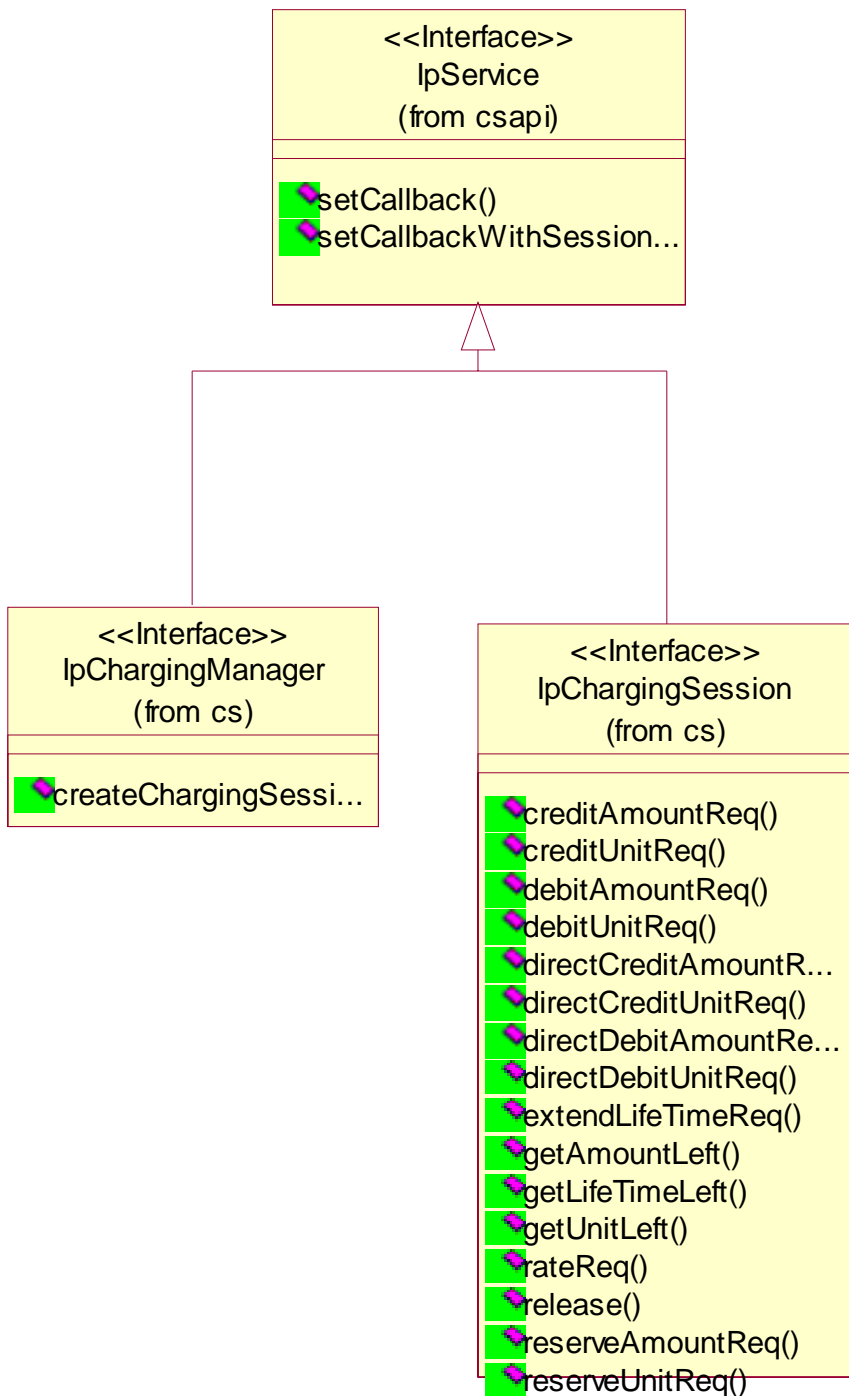 <<Interface>>
IpService
(from csapi)
setCallback()
setCallbackWithSession...
<<Interface>>
IpChargingManager
(from cs)
createChargingSessi...
<<Interface>>
IpChargingSession
(from cs)
creditAmountReq()
creditUnitReq()
debitAmountReq()
debitUnitReq()
directCreditAmountR...
directCreditUnitReq()
directDebitAmountRe...
directDebitUnitReq()
extendLifeTimeReq()
getAmountLeft()
getLifeTimeLeft()
getUnitLeft()
rateReq()
release()
reserveAmountReq()
reserveUnitReq()